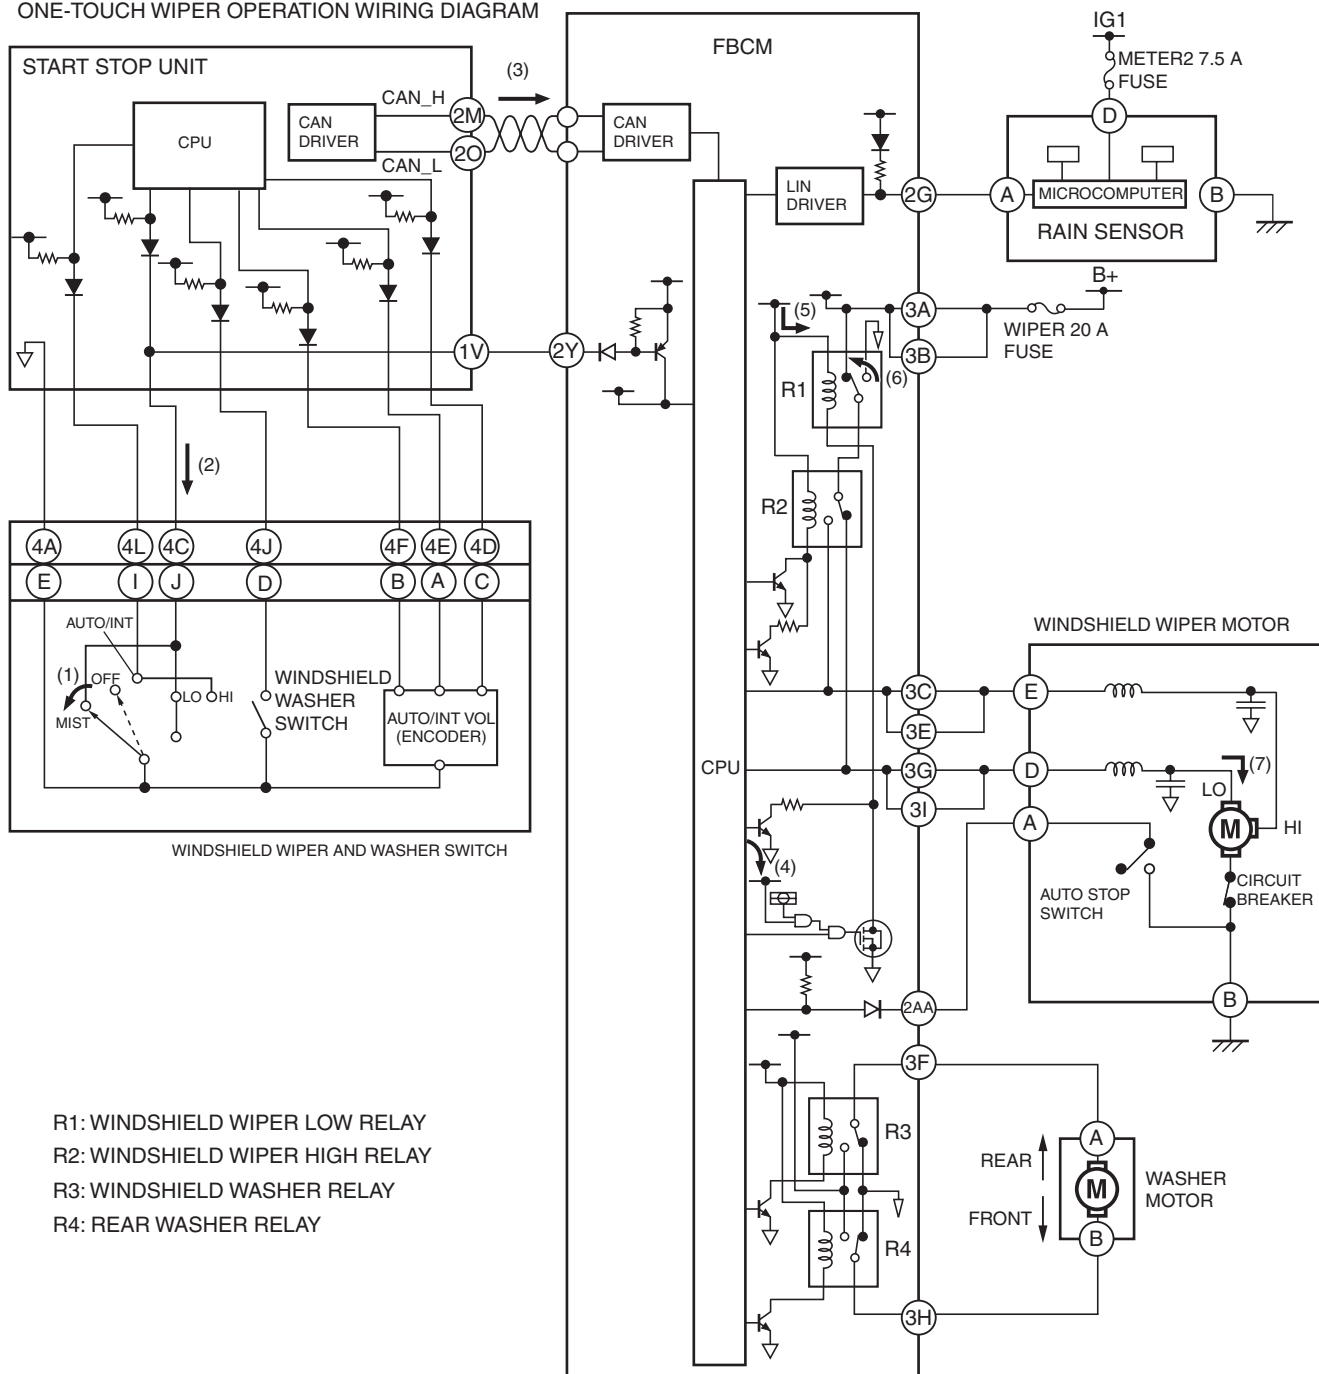 ONE-TOUCH WIPER OPERATION WIRING DIAGRAM
START STOP UNIT
CPU
CAN
DRIVER
CAN_H
2M
CAN_L
2O
(3)
1V
FBCM
CAN
DRIVER
LIN
DRIVER
2G
2Y
IG1
METER2 7.5 A
FUSE
D
A
MICROCOMPUTER
B
RAIN SENSOR
B+
3A
3B
WIPER 20 A
FUSE
(5)
(6)
R1
R2
(2)
4A
4L
4C
4J
4F
4E
4D
E
I
J
D
B
A
C
AUTO/INT
(1)
OFF
MIST
LO
HI
WINDSHIELD
WASHER
SWITCH
AUTO/INT VOL
(ENCODER)
WINDSHIELD WIPER AND WASHER SWITCH
3C
3E
3G
3I
CPU
(4)
2AA
WINDSHIELD WIPER MOTOR
E
D
A
(7)
LO
M
HI
AUTO STOP
SWITCH
CIRCUIT
BREAKER
B
3F
R3
R4
3H
A
REAR
M
WASHER
MOTOR
FRONT
B
R1: WINDSHIELD WIPER LOW RELAY
R2: WINDSHIELD WIPER HIGH RELAY
R3: WINDSHIELD WASHER RELAY
R4: REAR WASHER RELAY